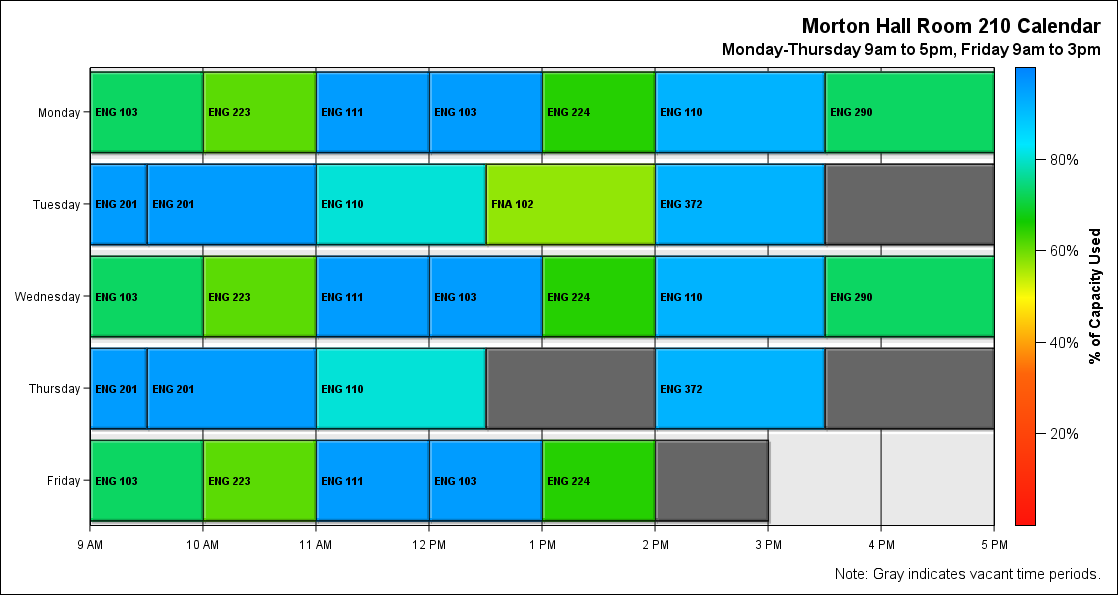 Morton Hall Room 210 Calendar
Monday-Thursday 9am to 5pm, Friday 9am to 3pm
Monday
ENG 103 ENG 223 ENG 111 ENG 103 ENG 224 ENG 110 ENG 290
Tuesday
ENG 201 ENG 201 ENG 110 FNA 102 ENG 372
Wednesday
ENG 103 ENG 223 ENG 111 ENG 103 ENG 224 ENG 110 ENG 290
Thursday
ENG 201 ENG 201 ENG 110 ENG 372
Friday
ENG 103 ENG 223 ENG 111 ENG 103 ENG 224
9 AM 10 AM 11 AM 12 PM 1 PM 2 PM 3 PM 4 PM 5 PM
80%
60%
40%
20%
% of Capacity Used
Note: Gray indicates vacant time periods.